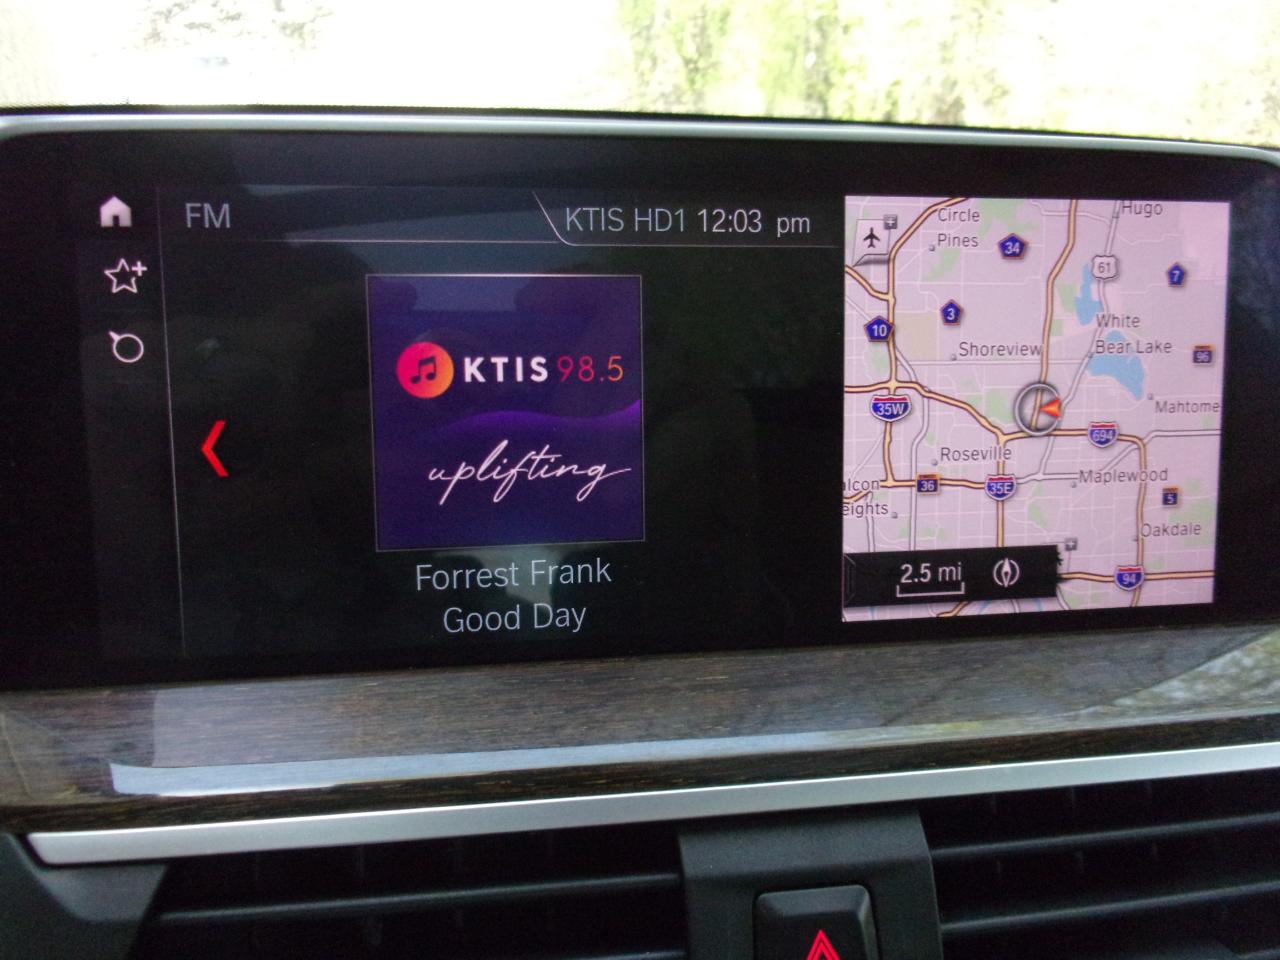 FM
KTIS HD1 12:03 pm
KTIS 98.5
uplifting
Forrest Frank
Good Day
Circle
Pines
Hugo
34
61
7
3
10
White
Bear Lake
Shoreview
96
35W
Mahtome
694
Roseville
Maplewood
36
35E
5
alcon
eights
Oakdale
2.5 mi
94